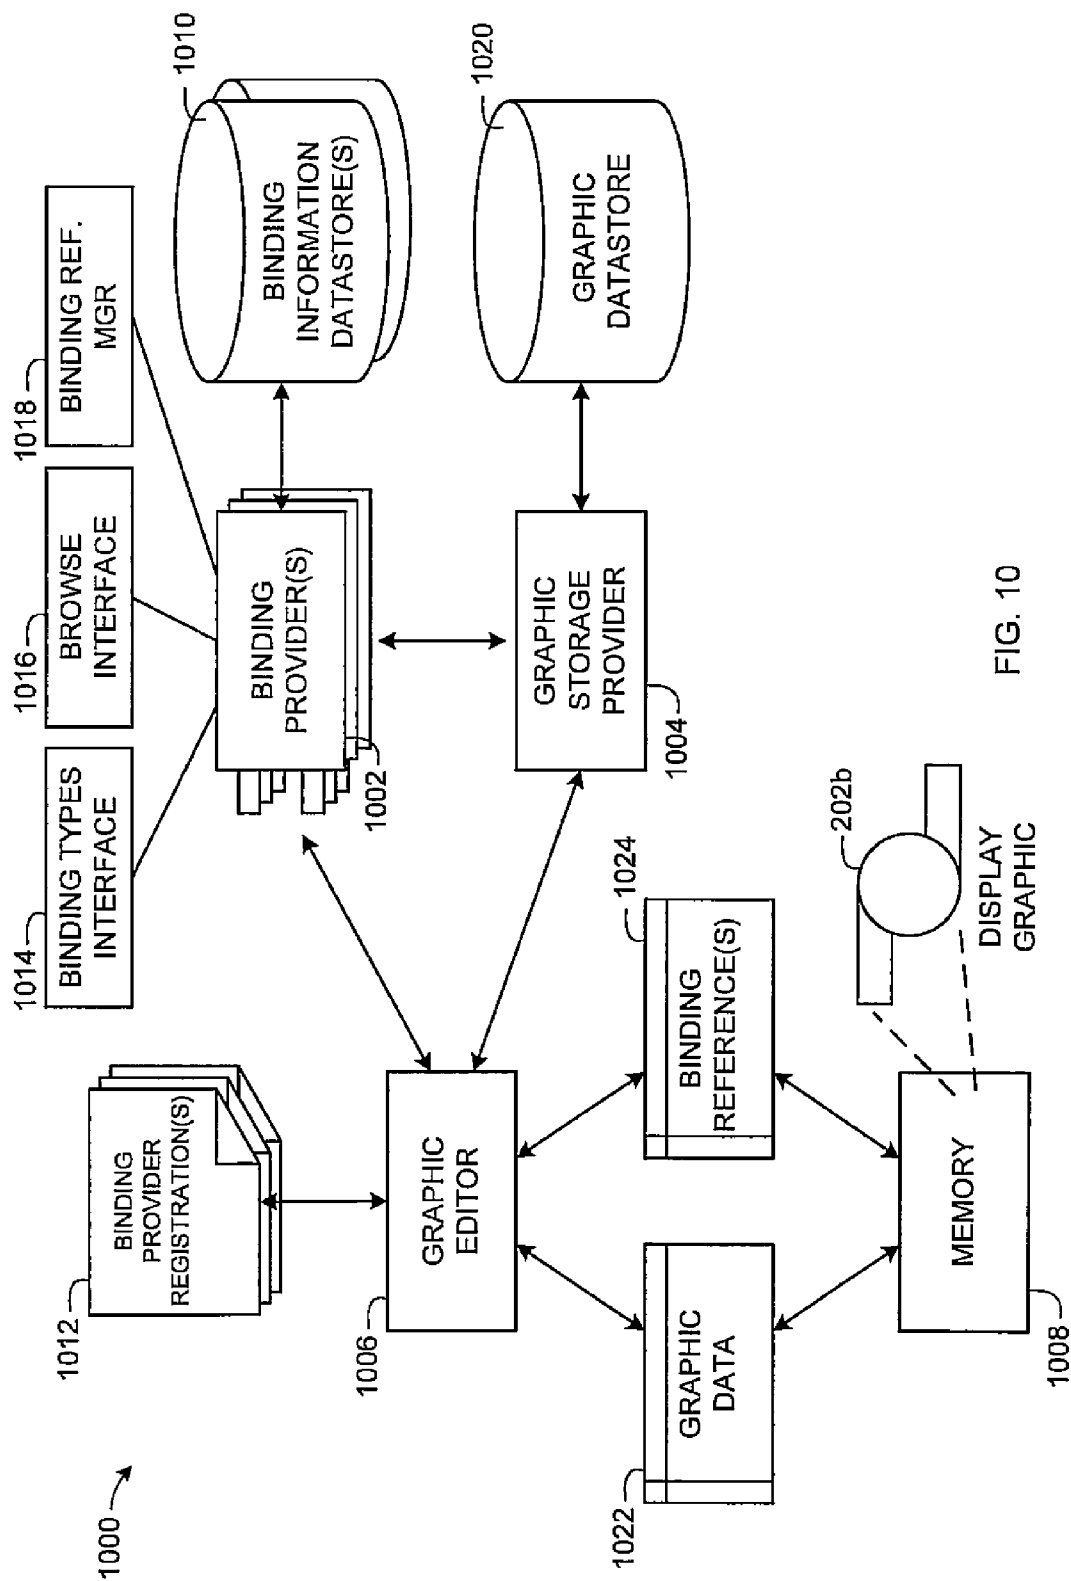 1000
1012
BINDING
PROVIDER
REGISTRATION(S)
1014
BINDING TYPES
INTERFACE
1016
BROWSE
INTERFACE
1018
BINDING REF.
MGR
1006
GRAPHIC
EDITOR
BINDING
PROVIDER(S)
1002
1010
BINDING
INFORMATION
DATASTORE(S)
1022
GRAPHIC
DATA
1024
BINDING
REFERENCE(S)
GRAPHIC
STORAGE
PROVIDER
1004
1020
GRAPHIC
DATASTORE
1008
MEMORY
202b
DISPLAY
GRAPHIC
FIG. 10